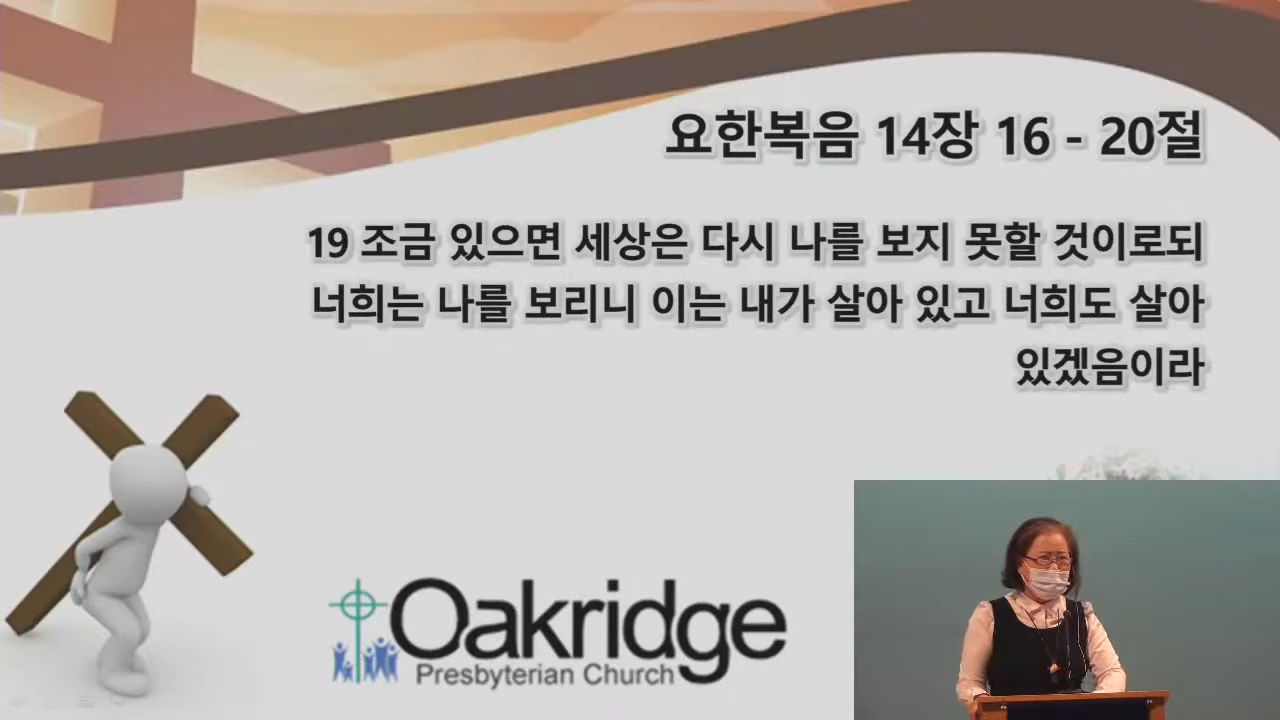 요한복음 14장 16 - 20절
19 조금 있으면 세상은 다시 나를 보지 못할 것이로되
너희는 나를 보리니 이는 내가 살아 있고 너희도 살아
있겠음이라
Oakridge
Presbyterian Church